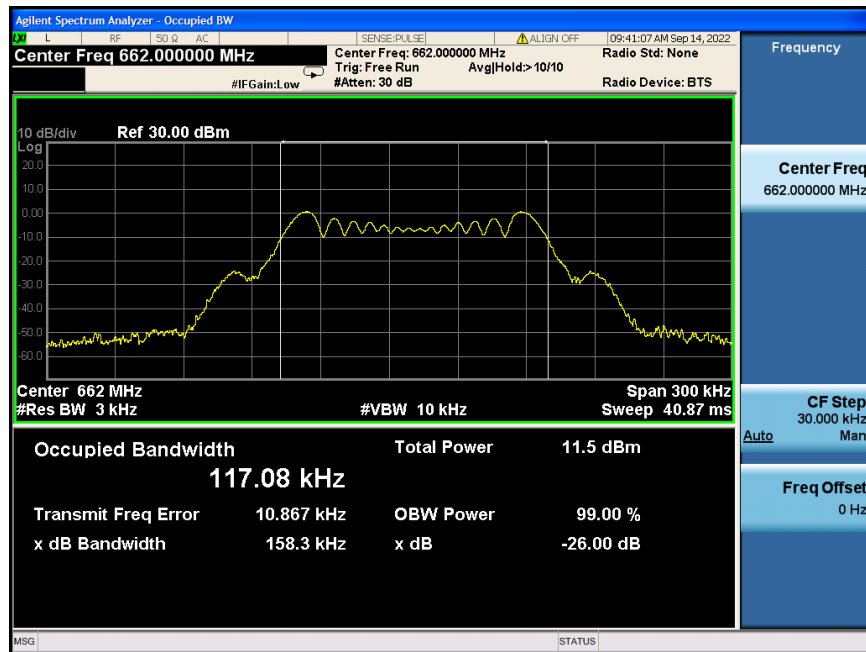 Agilent Spectrum Analyzer - Occupied BW
LXI L RF 50 Ω AC SENSE:PULSE ALIGN OFF 09:41:07 AM Sep 14, 2022
Center Freq 662.000000 MHz
Center Freq: 662.000000 MHz
Radio Std: None
Trig: Free Run Avg|Hold:>10/10
#IFGain:Low
#Atten: 30 dB
Radio Device: BTS
10 dB/div Ref 30.00 dBm
Log
20.0
10.0
0.00
-10.0
-20.0
-30.0
-40.0
-50.0
-60.0
Center 662 MHz Span 300 kHz
#Res BW 3 kHz #VBW 10 kHz Sweep 40.87 ms
Occupied Bandwidth Total Power 11.5 dBm
117.08 kHz
Transmit Freq Error 10.867 kHz OBW Power 99.00 %
x dB Bandwidth 158.3 kHz x dB -26.00 dB
MSG STATUS
Frequency
Center Freq
662.000000 MHz
CF Step
30.000 kHz
Auto Man
Freq Offset
0 Hz